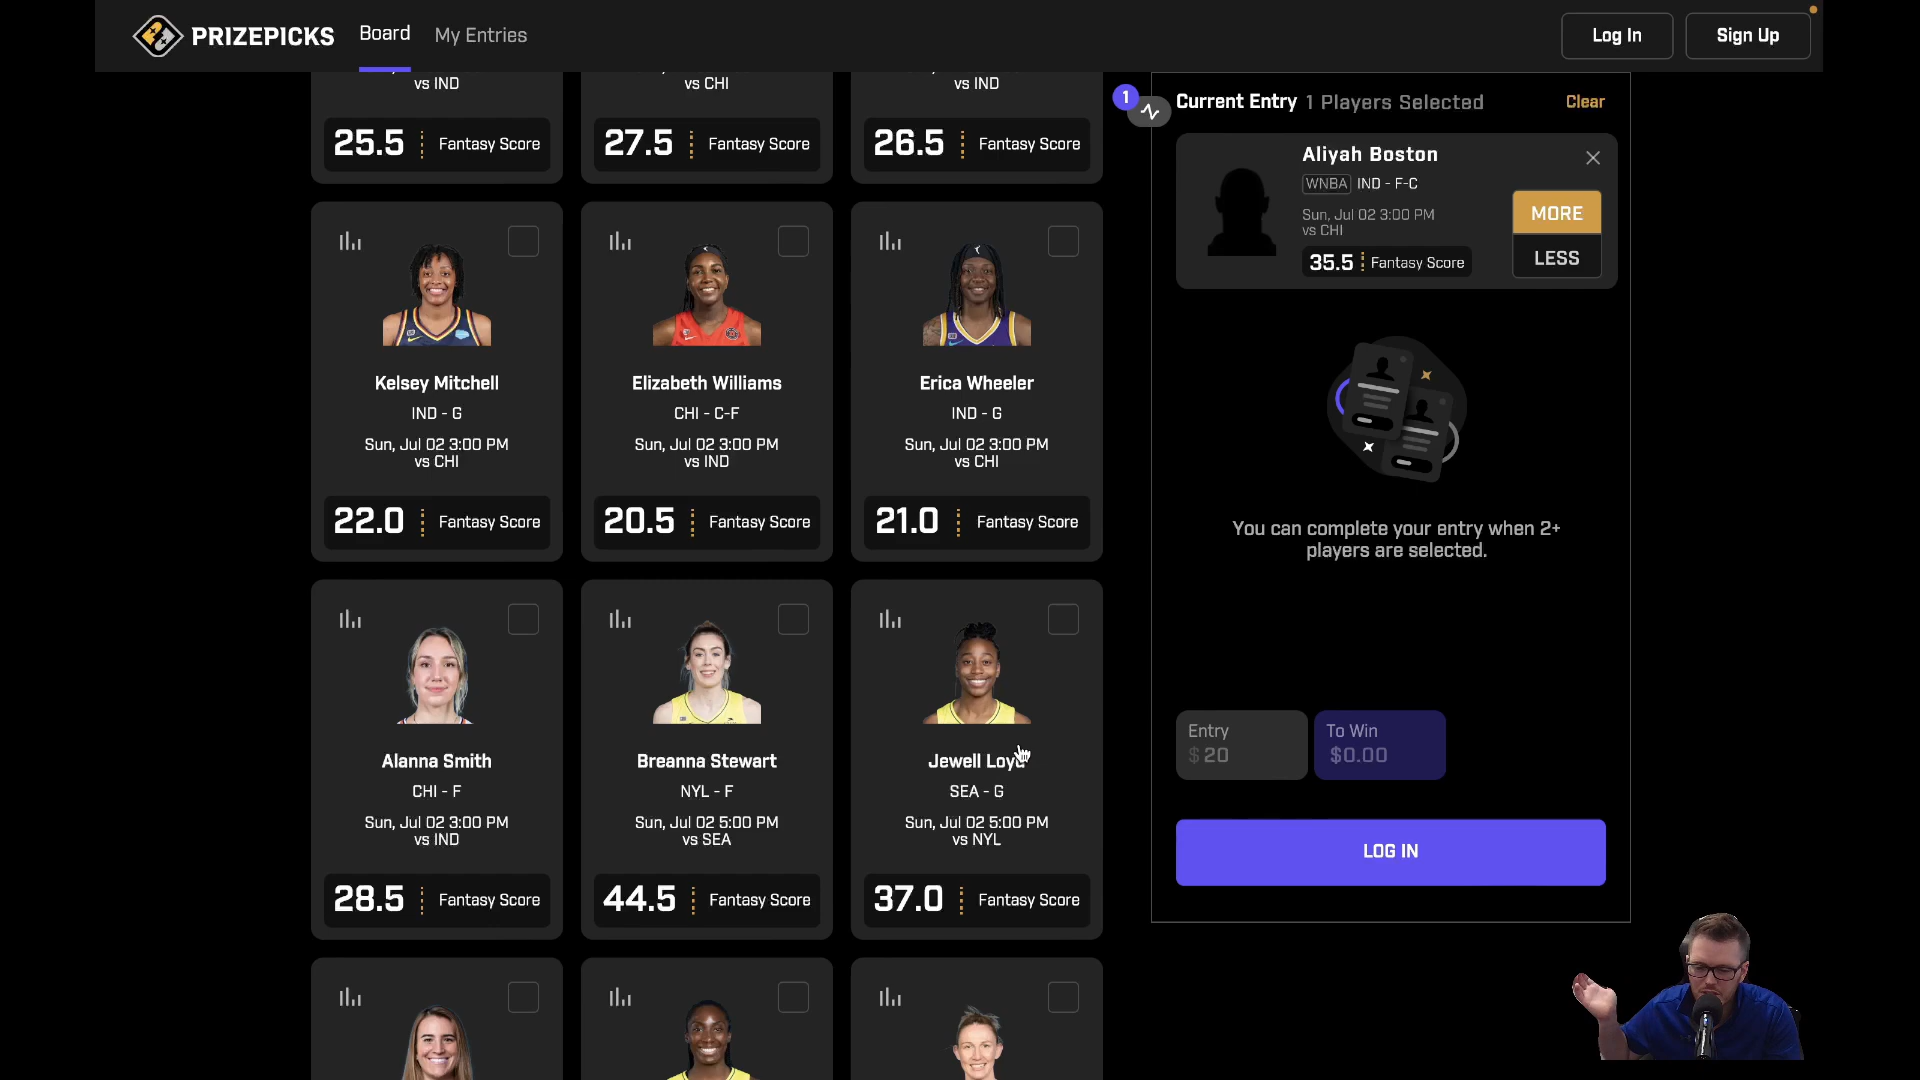 PRIZEPICKS
Board
My Entries
Log In
Sign Up
vs IND
vs CHI
vs IND
25.5
Fantasy Score
27.5
Fantasy Score
26.5
Fantasy Score
Kelsey Mitchell
IND - G
Sun, Jul 02 3:00 PM
vs CHI
22.0
Fantasy Score
Elizabeth Williams
CHI - C-F
Sun, Jul 02 3:00 PM
vs IND
20.5
Fantasy Score
Erica Wheeler
IND - G
Sun, Jul 02 3:00 PM
vs CHI
21.0
Fantasy Score
Alanna Smith
CHI - F
Sun, Jul 02 3:00 PM
vs IND
28.5
Fantasy Score
Breanna Stewart
NYL - F
Sun, Jul 02 5:00 PM
vs SEA
44.5
Fantasy Score
Jewell Loyd
SEA - G
Sun, Jul 02 5:00 PM
vs NYL
37.0
Fantasy Score
1
Current Entry 1 Players Selected
Clear
Aliyah Boston
WNBA IND - F-C
Sun, Jul 02 3:00 PM
vs CHI
35.5
Fantasy Score
MORE
LESS
You can complete your entry when 2+
players are selected.
Entry
$ 20
To Win
$0.00
LOG IN